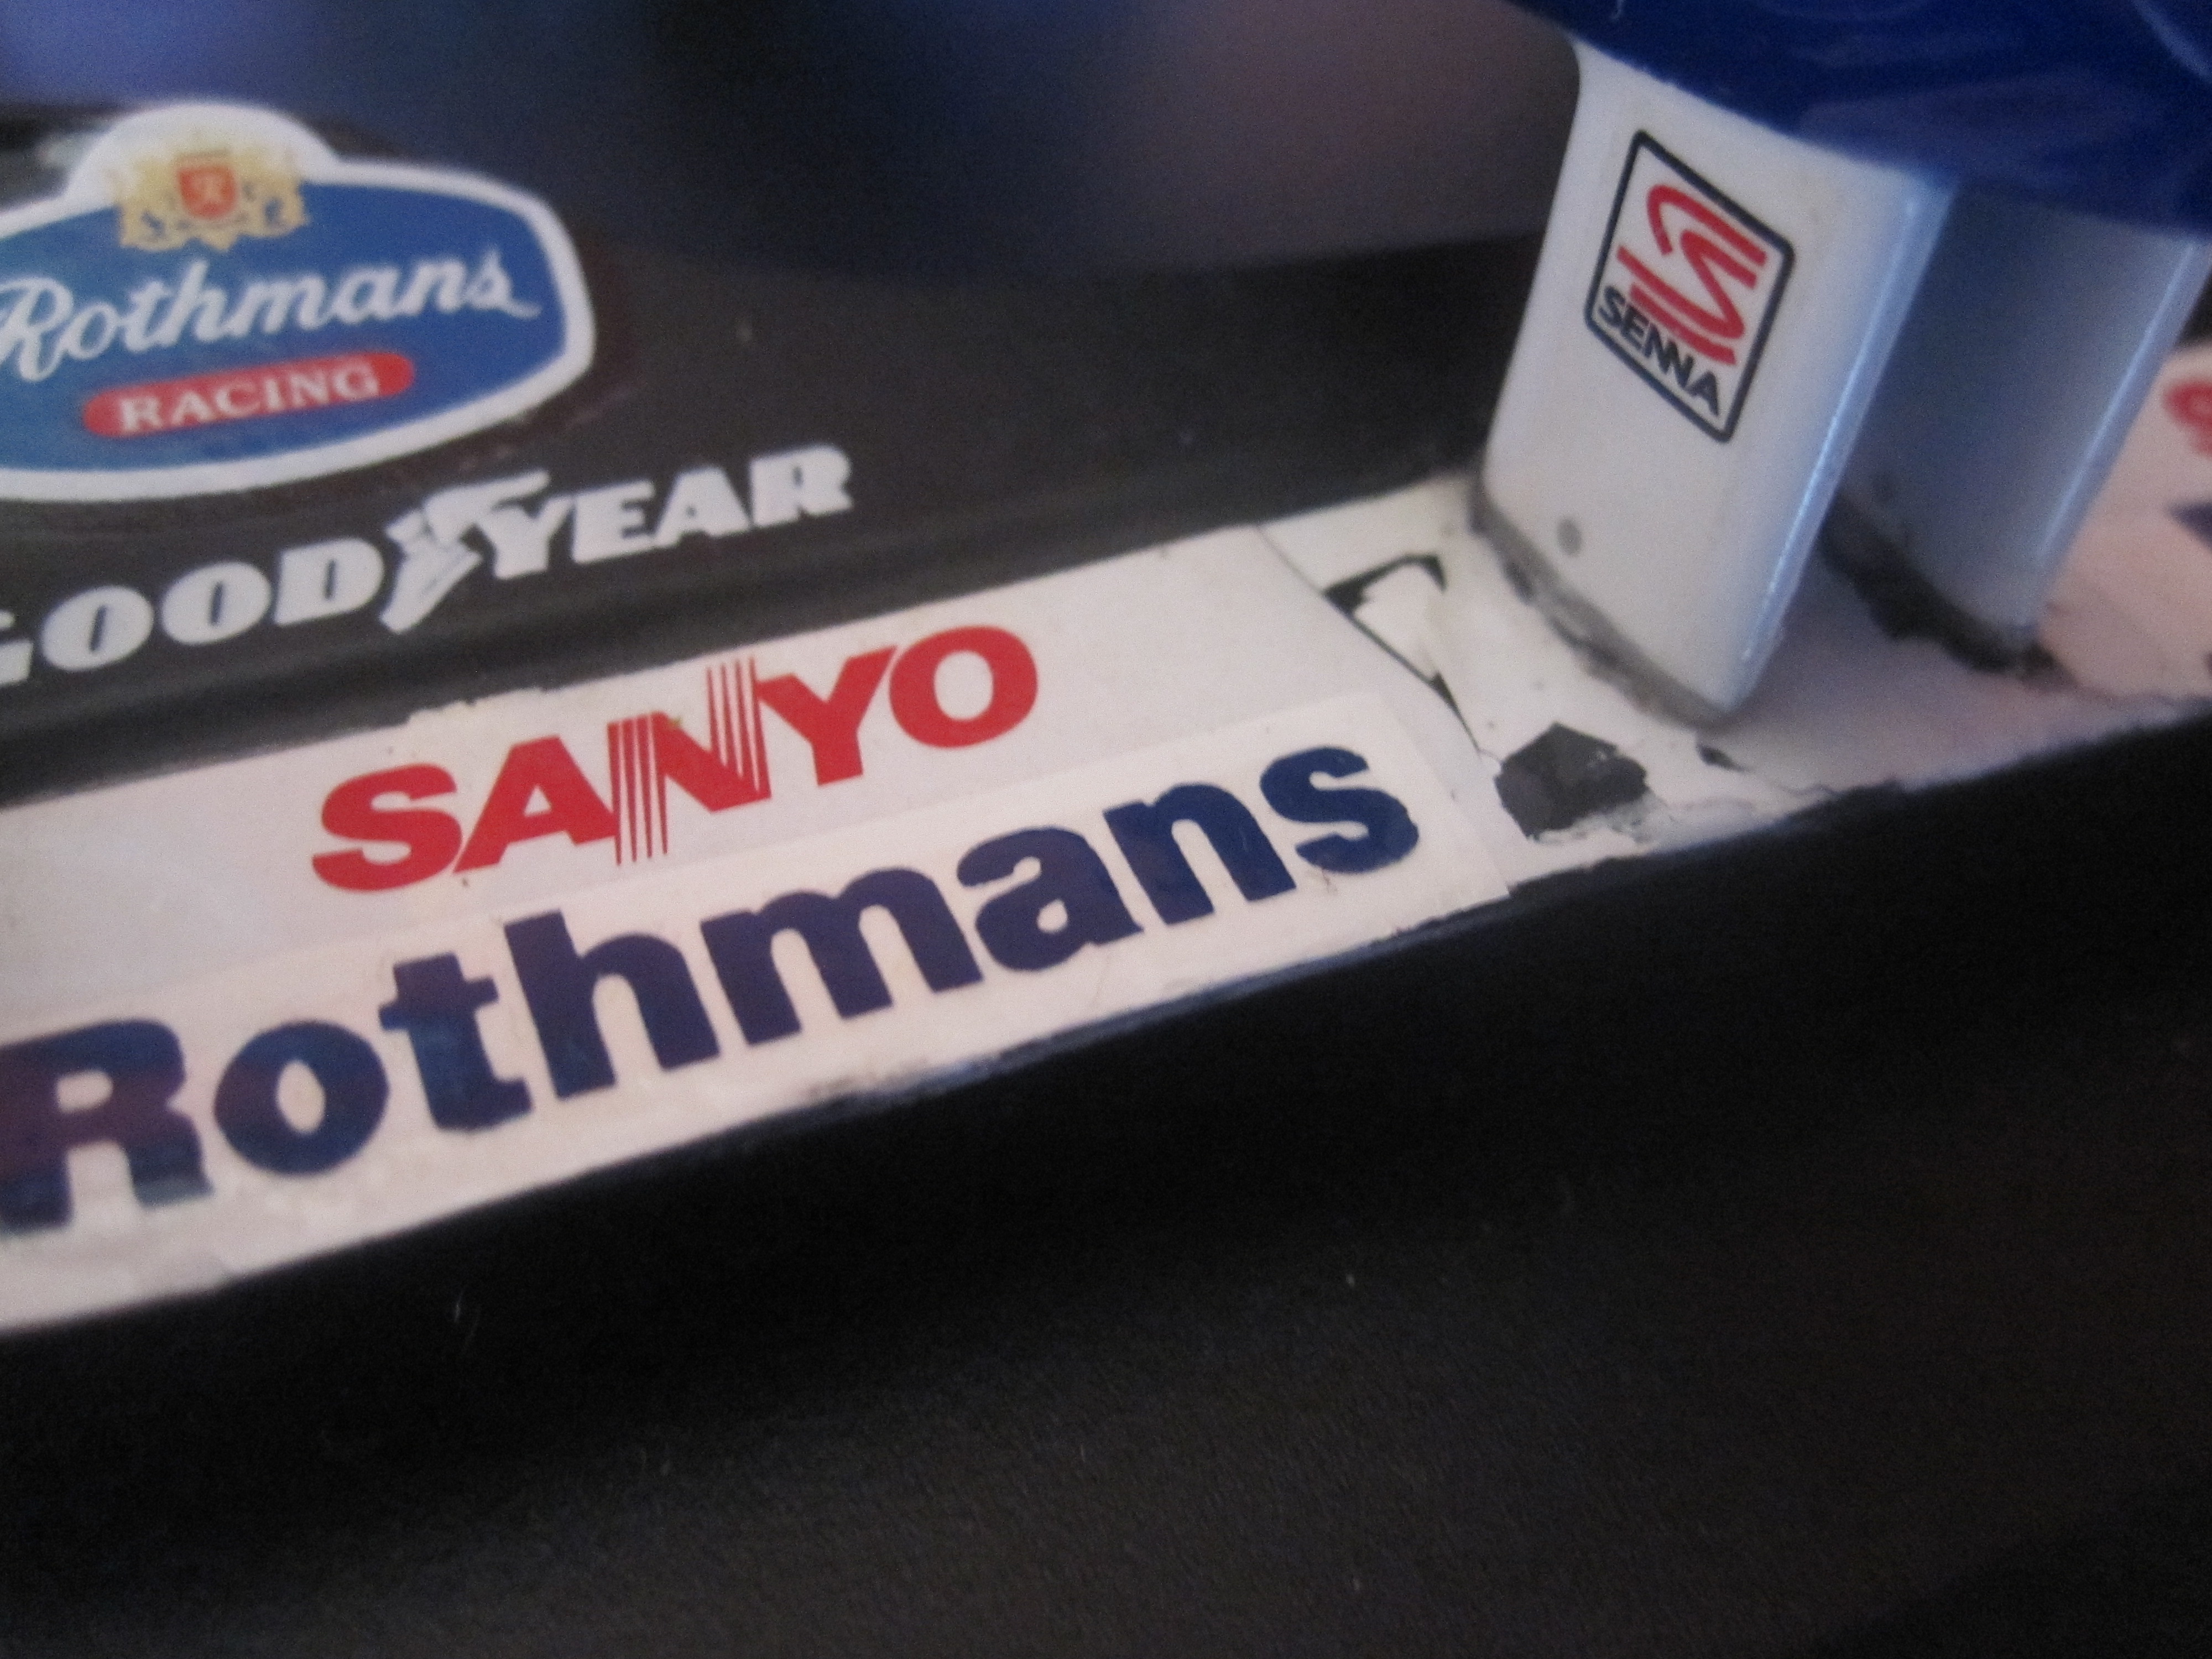 Rothmans
RACING
GOODYEAR
SENNA
SANYO
Rothmans